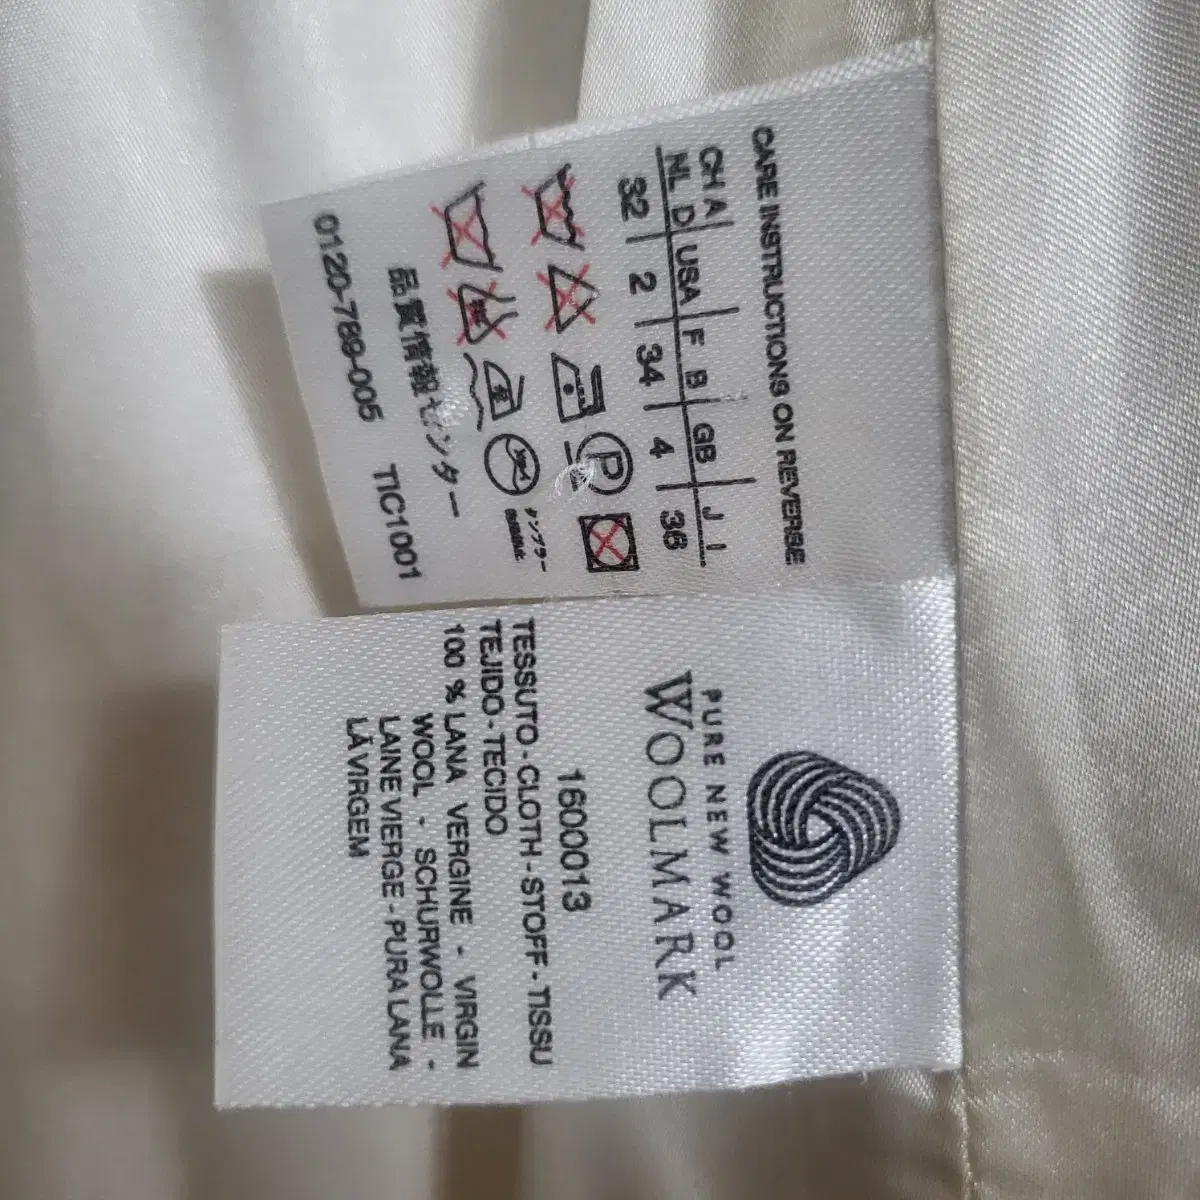 CARE INSTRUCTIONS ON REVERSE
CH A
NL D USA F B GB J I
32 2 34 4 36
P
品質情報センター
0120-789-005 TIC1001
PURE NEW WOOL
WOOLMARK
1600013
TESSUTO - CLOTH - STOFF - TISSU
TEJIDO - TECIDO
100 % LANA VERGINE - VIRGIN
WOOL - SCHURWOLLE -
LAINE VIERGE - PURA LANA
LÃ VIRGEM